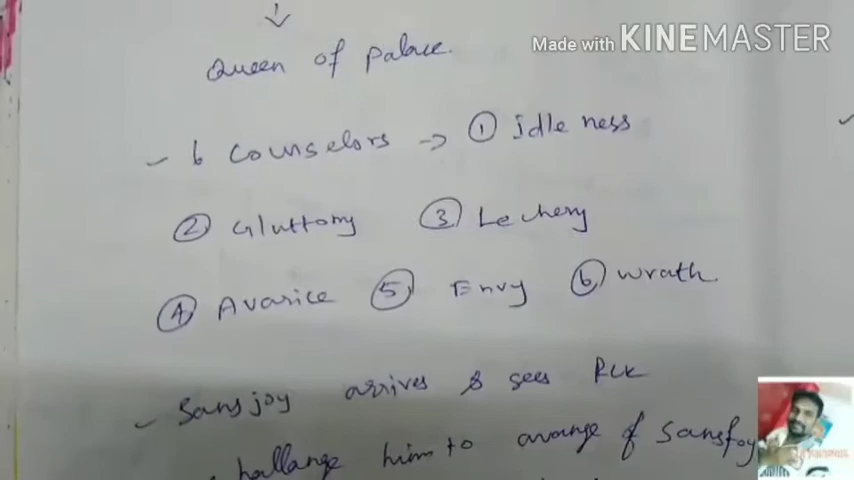 Made with KINEMASTER
Queen of palace.
6 Counselors → ① Idleness
② Gluttony ③ Lechery
④ Avarice ⑤ Envy ⑥ Wrath.
Sansjoy arrives & sees RCK
challange him to avange of Sansfoy